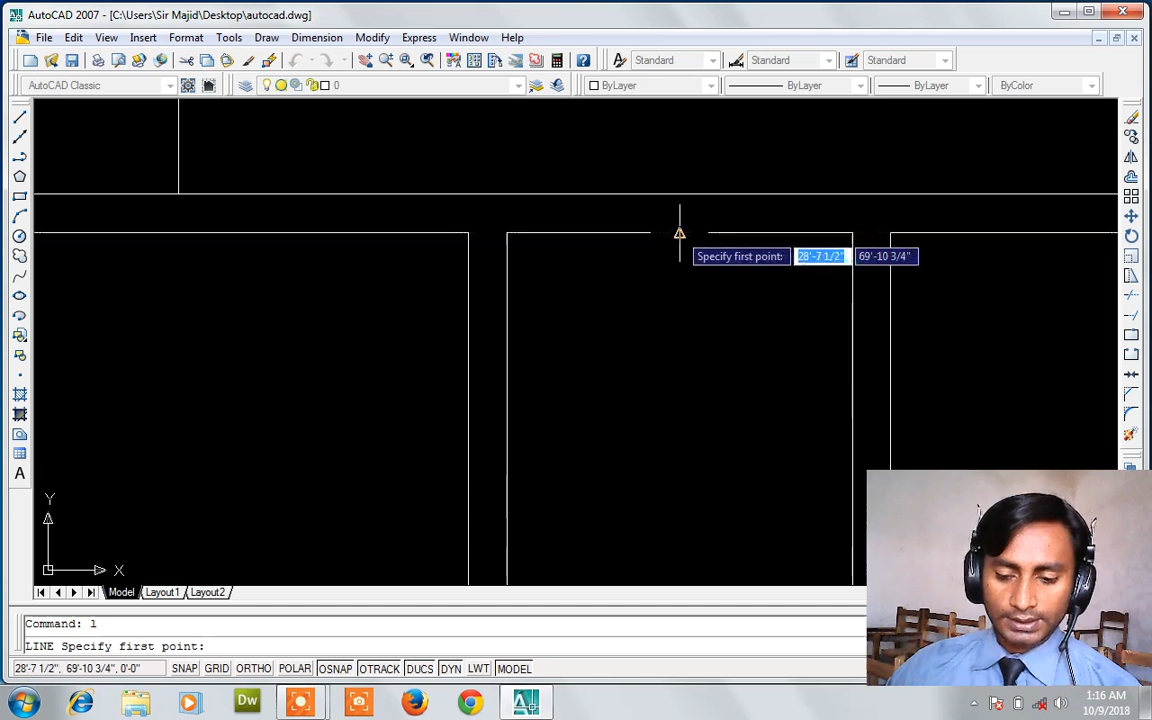 AutoCAD 2007 - [C:\Users\Sir Majid\Desktop\autocad.dwg]
File Edit View Insert Format Tools Draw Dimension Modify Express Window Help
Standard Standard Standard
AutoCAD Classic 0 ByLayer ByLayer ByLayer ByColor
A
Specify first point: 28'-7 1/2" 69'-10 3/4"
Y
X
Model Layout1 Layout2
Command: l
LINE Specify first point:
28'-7 1/2", 69'-10 3/4", 0'-0" SNAP GRID ORTHO POLAR OSNAP OTRACK DUCS DYN LWT MODEL
Dw
1:16 AM
10/9/2018